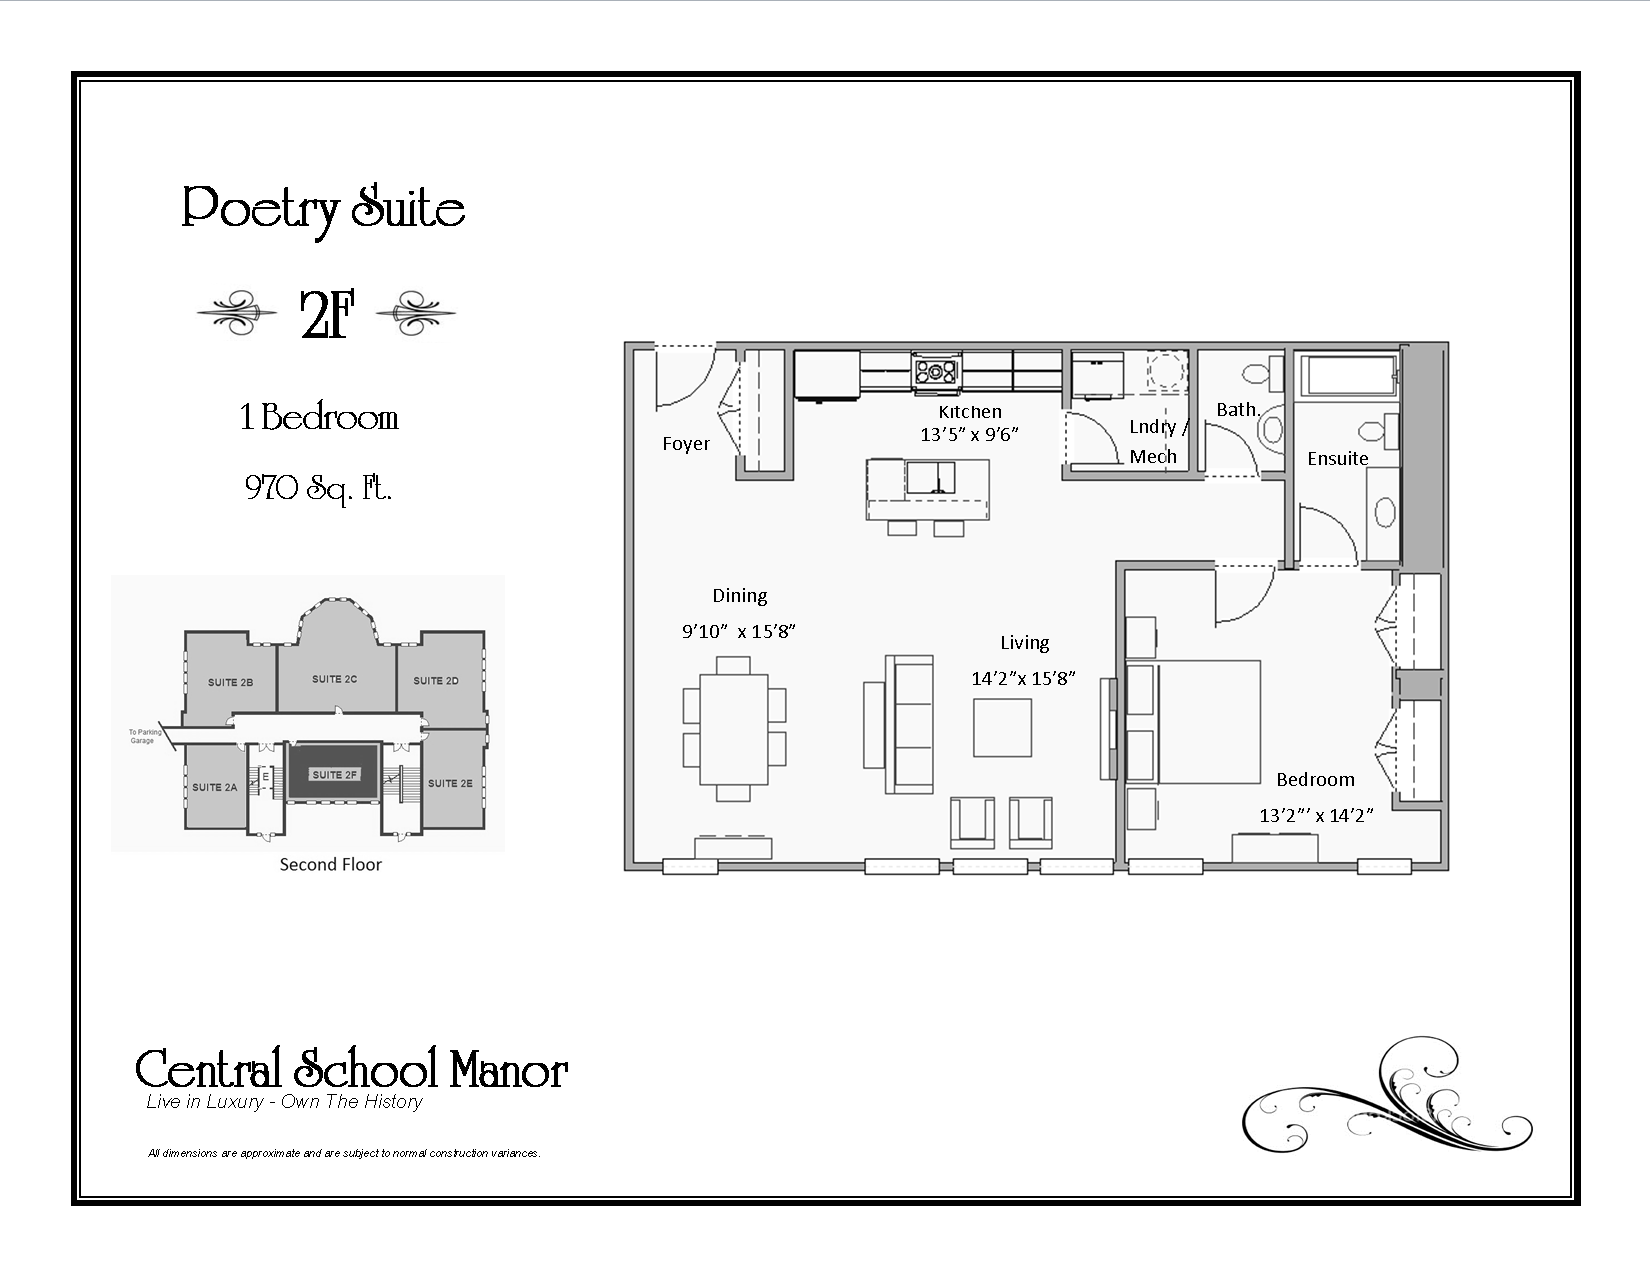 Poetry Suite
2F
1 Bedroom
970 Sq. Ft.
SUITE 2B
SUITE 2C
SUITE 2D
To Parking
Garage
SUITE 2A
E
SUITE 2F
SUITE 2E
Second Floor
Foyer
Kitchen
13’5” x 9’6”
Lndry /
Mech
Bath.
Ensuite
Dining
9’10”  x 15’8”
Living
14’2”x 15’8”
Bedroom
13’2”’ x 14’2”
Central School Manor
Live in Luxury - Own The History
All dimensions are approximate and are subject to normal construction variances.